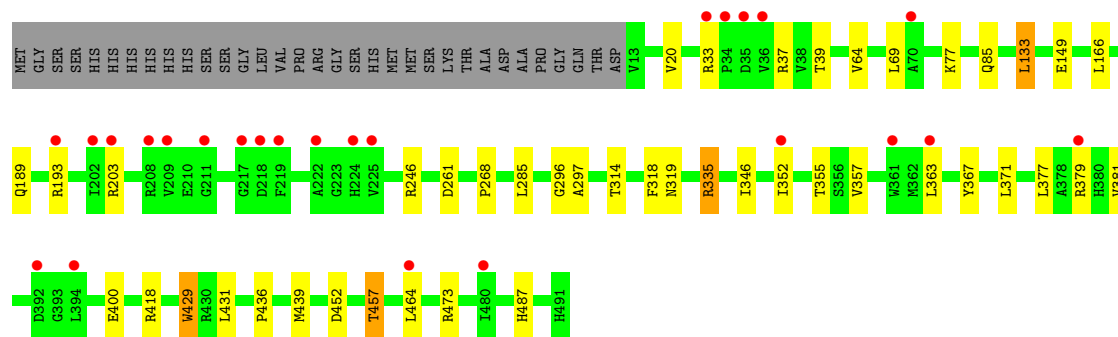 MET GLY SER SER HIS HIS HIS HIS HIS HIS SER SER GLY LEU VAL PRO ARG GLY SER HIS MET MET SER LYS THR ALA ASP ALA PRO GLY GLN THR ASP V13 V20 R33 P34 D35 V36 R37 V38 T39 V64 L69 A70 K77 Q85 L133 E149 L166
Q189 R193 I202 R203 R208 V209 E210 G211 G217 D218 F219 A222 G223 H224 V225 R246 D261 P268 L285 G296 A297 T314 F318 N319 R335 I346 I352 T355 S356 V357 W361 M362 L363 Y367 L371 L377 A378 R379 H380 V381
D392 G393 L394 E400 R418 W429 R430 L431 P436 M439 D452 T457 L464 R473 I480 H487 H491